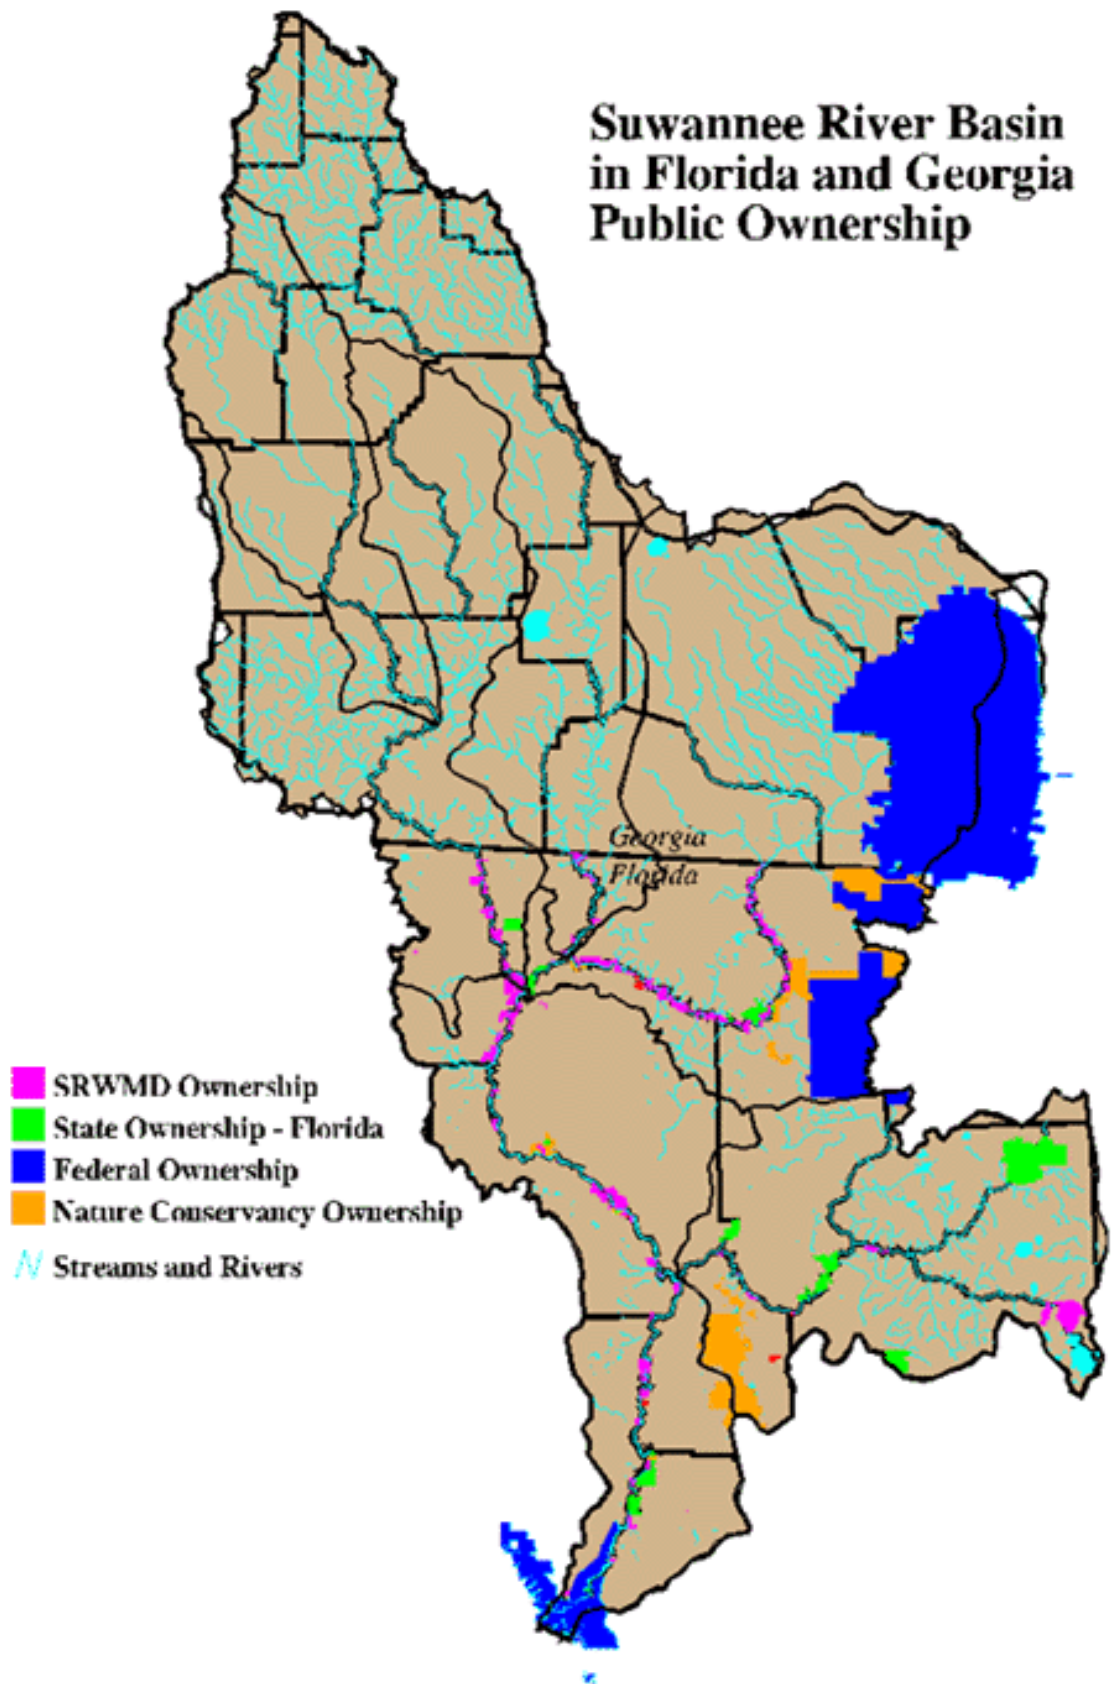 Suwannee River Basin
in Florida and Georgia
Public Ownership
Georgia
Florida
SRWMD Ownership
State Ownership - Florida
Federal Ownership
Nature Conservancy Ownership
Streams and Rivers